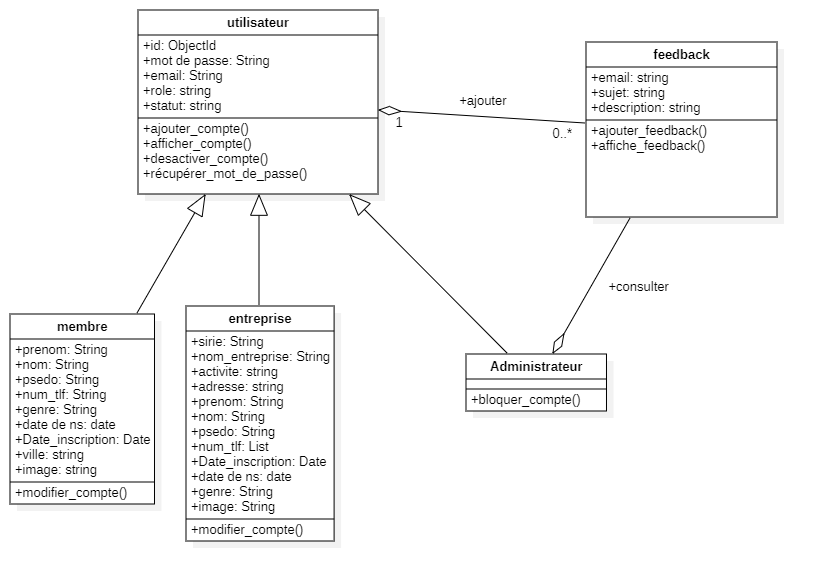 utilisateur
+id: ObjectId
+mot de passe: String
+email: String
+role: string
+statut: string
+ajouter_compte()
+afficher_compte()
+desactiver_compte()
+récupérer_mot_de_passe()
+ajouter
1
0..*
feedback
+email: string
+sujet: string
+description: string
+ajouter_feedback()
+affiche_feedback()
+consulter
membre
+prenom: String
+nom: String
+psedo: String
+num_tlf: String
+genre: String
+date de ns: date
+Date_inscription: Date
+ville: string
+image: string
+modifier_compte()
entreprise
+sirie: String
+nom_entreprise: String
+activite: string
+adresse: string
+prenom: String
+nom: String
+psedo: String
+num_tlf: List
+Date_inscription: Date
+date de ns: date
+genre: String
+image: String
+modifier_compte()
Administrateur
+bloquer_compte()